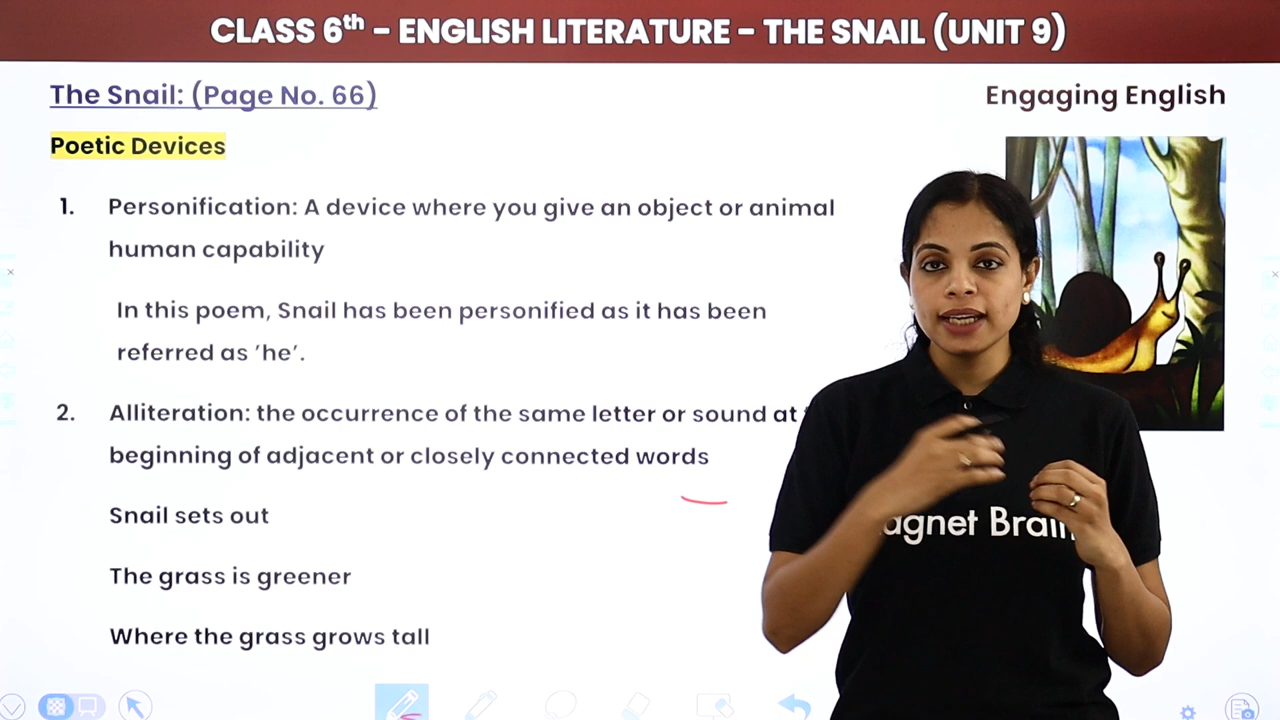 CLASS 6th – ENGLISH LITERATURE – THE SNAIL (UNIT 9)
The Snail: (Page No. 66)
Engaging English
Poetic Devices
1. Personification: A device where you give an object or animal
human capability
In this poem, Snail has been personified as it has been
referred as 'he'.
2. Alliteration: the occurrence of the same letter or sound at
beginning of adjacent or closely connected words
Snail sets out
The grass is greener
Where the grass grows tall
agnet Brain